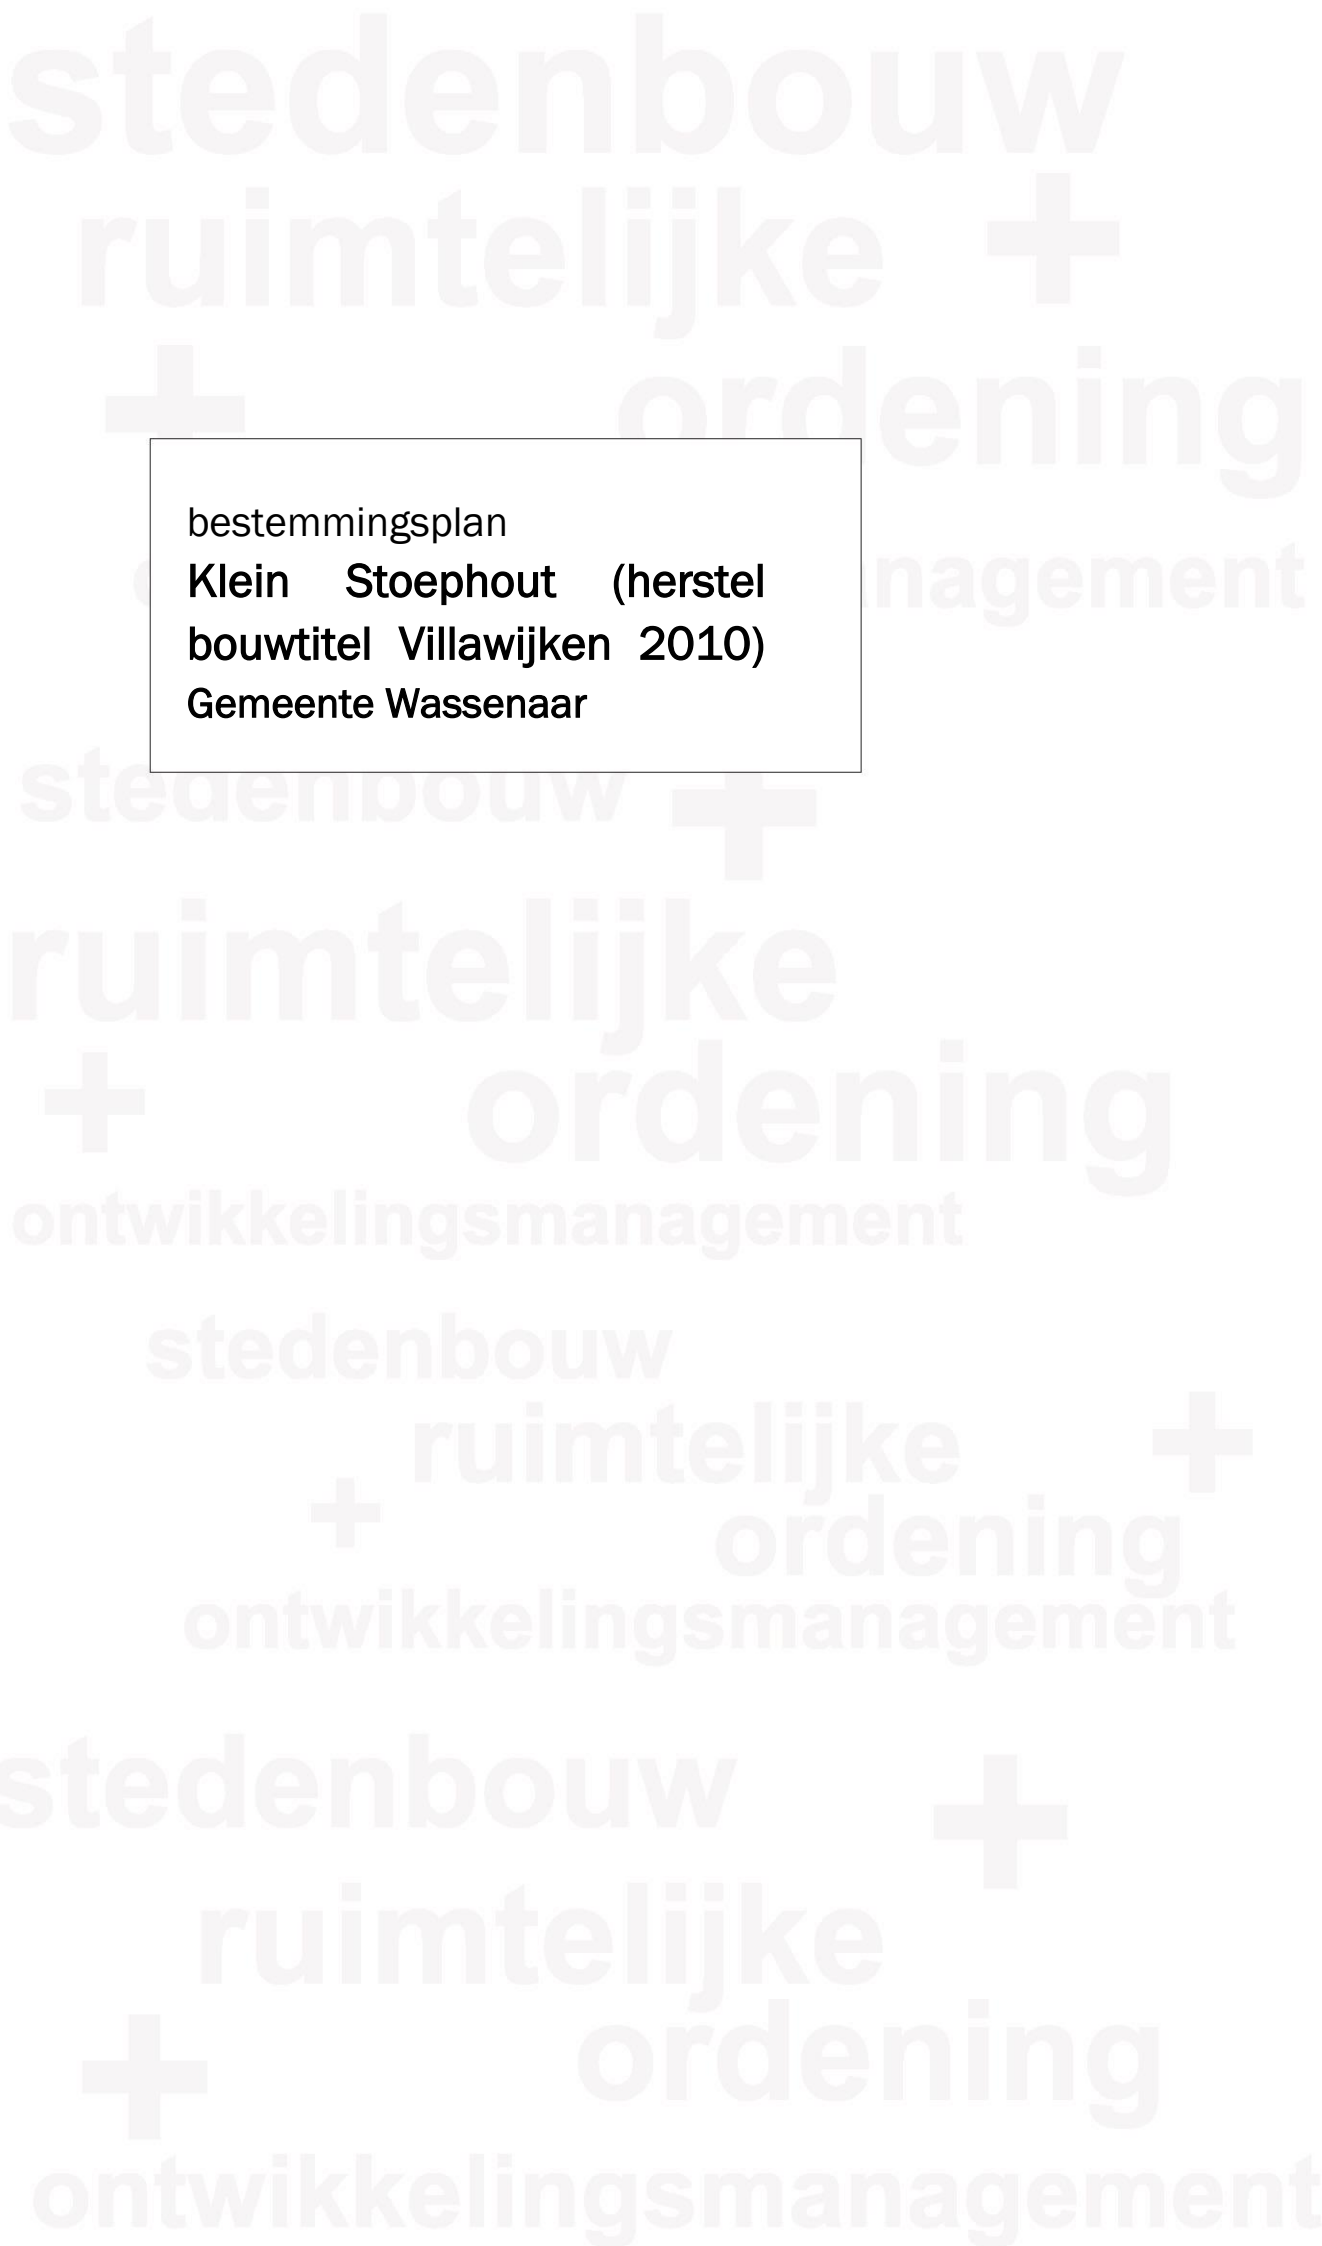 stedenbouw
ruimtelijke +
+ ordening
bestemmingsplan
Klein Stoephout (herstel
bouwtitel Villawijken 2010)
Gemeente Wassenaar
nagement
stedenbouw +
ruimtelijke
+ ordening
ontwikkelingsmanagement
stedenbouw
ruimtelijke +
+ ordening
ontwikkelingsmanagement
stedenbouw +
ruimtelijke
+ ordening
ontwikkelingsmanagement